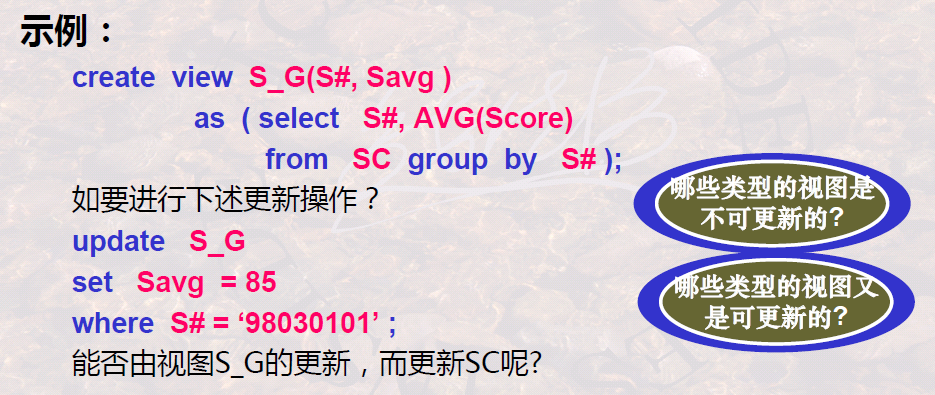 示例：
create view S_G(S#, Savg )
as ( select S#, AVG(Score)
from SC group by S# );
如要进行下述更新操作？
update S_G
set Savg = 85
where S# = ‘98030101’ ;
能否由视图S_G的更新，而更新SC呢?
哪些类型的视图是
不可更新的?
哪些类型的视图又
是可更新的?